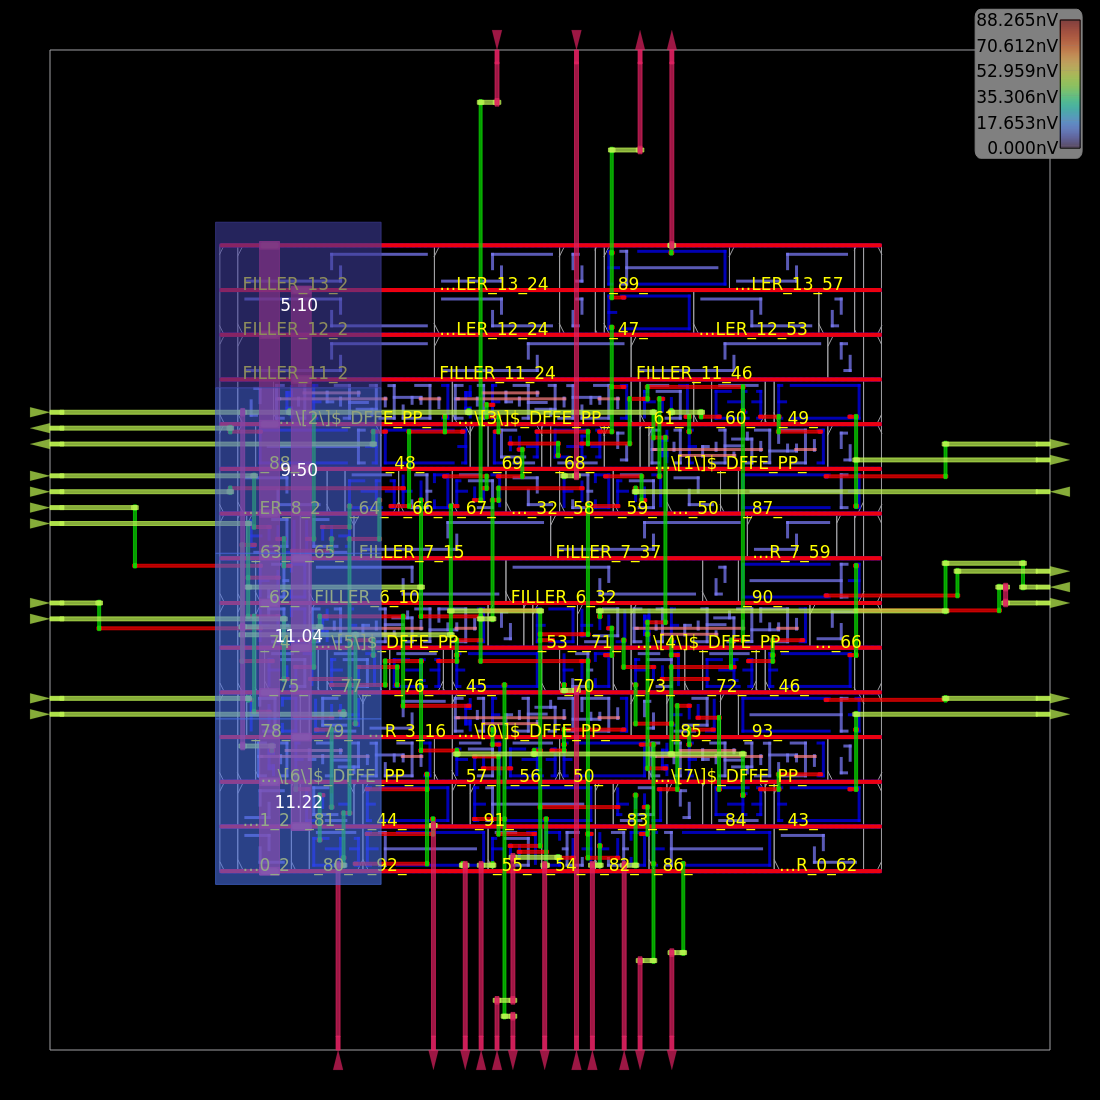 88.265nV
70.612nV
52.959nV
35.306nV
17.653nV
0.000nV
FILLER_13_2 ...LER_13_24 _89_ ...LER_13_57
5.10
FILLER_12_2 ...LER_12_24 _47_ ...LER_12_53
FILLER_11_2 FILLER_11_24 FILLER_11_46
...\[2\]$_DFFE_PP_ ...\[3\]$_DFFE_PP_ _61_ _60_ _49_
_88_ _48_ _69_ _68_ ...\[1\]$_DFFE_PP_
9.50
...ER_8_2 _64_ _66_ _67_ ..._32_ _58_ _59_ ..._50_ _87_
_63_ _65_ FILLER_7_15 FILLER_7_37 ...R_7_59
_62_ FILLER_6_10 FILLER_6_32 _90_
11.04
_74_ ...\[5\]$_DFFE_PP_ _53_ _71_ ...\[4\]$_DFFE_PP_ ..._66
_75_ _77_ _76_ _45_ _70_ _73_ _72_ _46_
_78_ _79_ ...R_3_16 ...\[0\]$_DFFE_PP_ _85_ _93_
...\[6\]$_DFFE_PP_ _57_ _56_ _50_ ...\[7\]$_DFFE_PP_
11.22
...1_2 _81_ _44_ _91_ _83_ _84_ _43_
...0_2 _80_ _92_ _55_ _54_ _82_ _86_ ...R_0_62